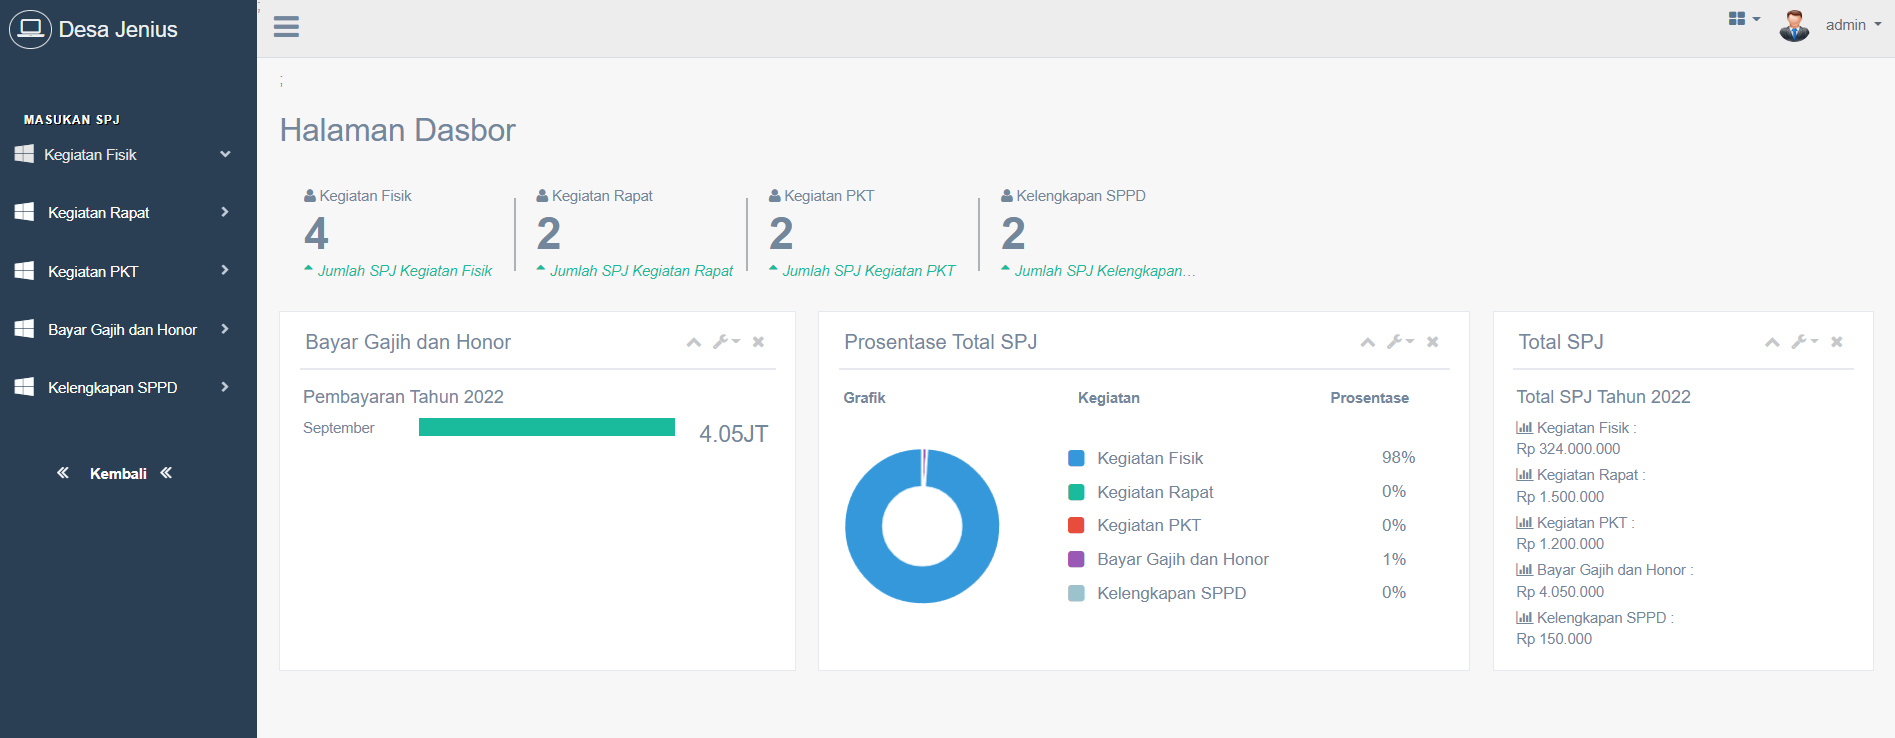 Desa Jenius
;
admin
MASUKAN SPJ
Kegiatan Fisik
Kegiatan Rapat
Kegiatan PKT
Bayar Gajih dan Honor
Kelengkapan SPPD
Kembali
;
Halaman Dasbor
Kegiatan Fisik
4
Jumlah SPJ Kegiatan Fisik
Kegiatan Rapat
2
Jumlah SPJ Kegiatan Rapat
Kegiatan PKT
2
Jumlah SPJ Kegiatan PKT
Kelengkapan SPPD
2
Jumlah SPJ Kelengkapan...
Bayar Gajih dan Honor
Pembayaran Tahun 2022
September 4.05JT
Prosentase Total SPJ
Grafik Kegiatan Prosentase
Kegiatan Fisik 98%
Kegiatan Rapat 0%
Kegiatan PKT 0%
Bayar Gajih dan Honor 1%
Kelengkapan SPPD 0%
Total SPJ
Total SPJ Tahun 2022
Kegiatan Fisik :
Rp 324.000.000
Kegiatan Rapat :
Rp 1.500.000
Kegiatan PKT :
Rp 1.200.000
Bayar Gajih dan Honor :
Rp 4.050.000
Kelengkapan SPPD :
Rp 150.000